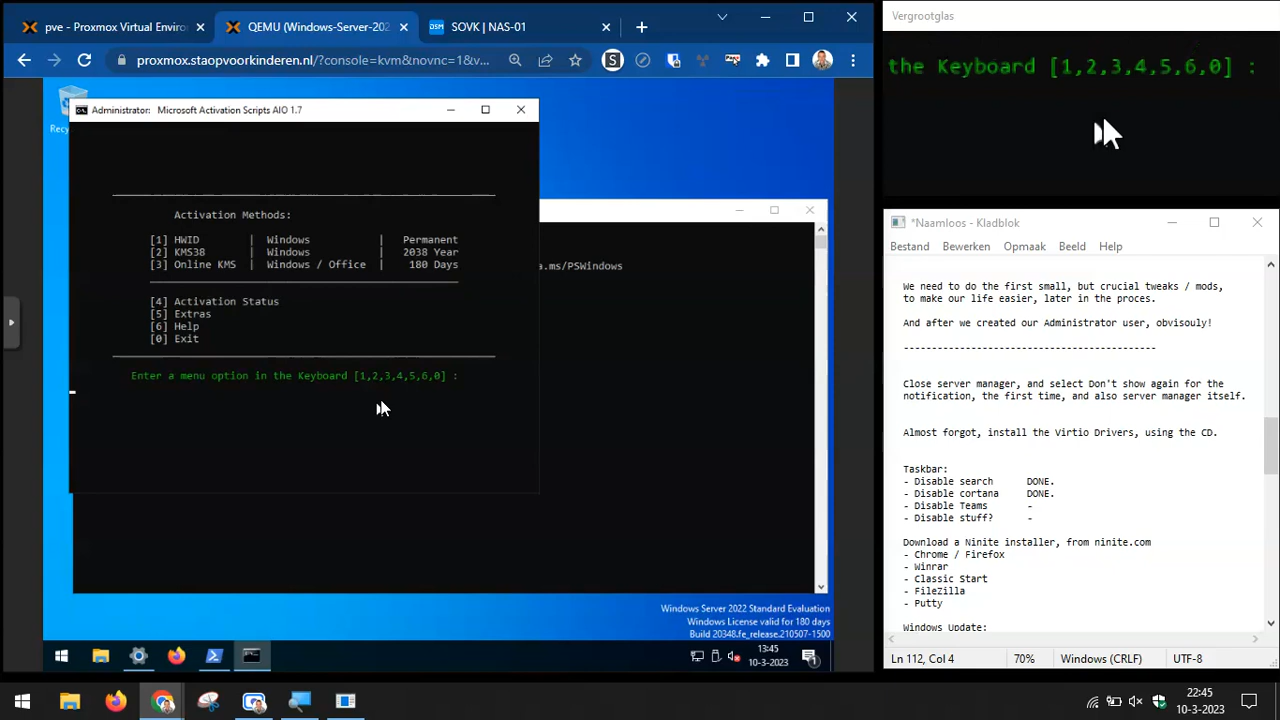 pve - Proxmox Virtual Enviro
QEMU (Windows-Server-202
SOVK | NAS-01
proxmox.staopvoorkinderen.nl/?console=kvm&novnc=1&v...
Vergrootglas
the Keyboard [1,2,3,4,5,6,0] :
Recy
Administrator: Microsoft Activation Scripts AIO 1.7
Activation Methods:
[1] HWID | Windows | Permanent
[2] KMS38 | Windows | 2038 Year
[3] Online KMS | Windows / Office | 180 Days
[4] Activation Status
[5] Extras
[6] Help
[0] Exit
Enter a menu option in the Keyboard [1,2,3,4,5,6,0] :
a.ms/PSWindows
Windows Server 2022 Standard Evaluation
Windows License valid for 180 days
Build 20348.fe_release.210507-1500
13:45
10-3-2023
*Naamloos - Kladblok
Bestand Bewerken Opmaak Beeld Help
We need to do the first small, but crucial tweaks / mods,
to make our life easier, later in the proces.
And after we created our Administrator user, obvisouly!
----------------------------------------------
Close server manager, and select Don't show again for the
notification, the first time, and also server manager itself.
Almost forgot, install the Virtio Drivers, using the CD.
Taskbar:
- Disable search DONE.
- Disable cortana DONE.
- Disable Teams -
- Disable stuff? -
Download a Ninite installer, from ninite.com
- Chrome / Firefox
- Winrar
- Classic Start
- FileZilla
- Putty
Windows Update:
Ln 112, Col 4 70% Windows (CRLF) UTF-8
22:45
10-3-2023